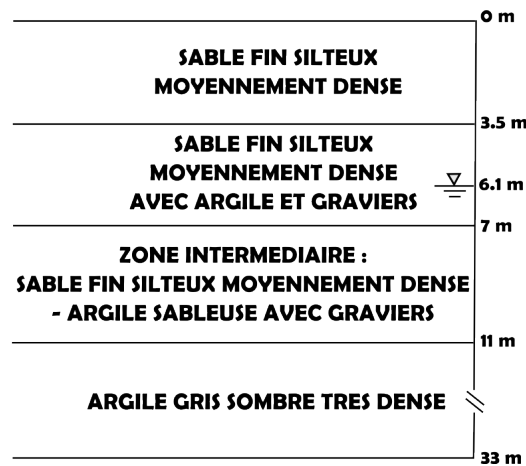 0 m
SABLE FIN SILTEUX
MOYENNEMENT DENSE
3.5 m
SABLE FIN SILTEUX
MOYENNEMENT DENSE
AVEC ARGILE ET GRAVIERS
6.1 m
7 m
ZONE INTERMEDIAIRE :
SABLE FIN SILTEUX MOYENNEMENT DENSE
- ARGILE SABLEUSE AVEC GRAVIERS
11 m
ARGILE GRIS SOMBRE TRES DENSE
33 m